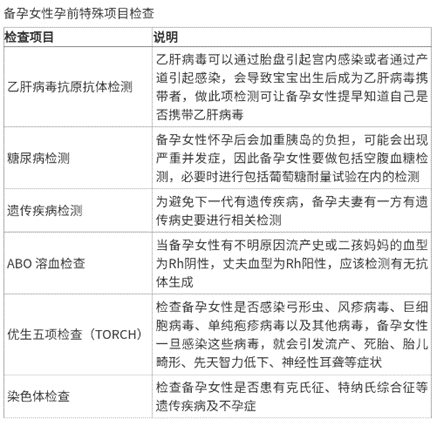 备孕女性孕前特殊项目检查
检查项目 说明
乙肝病毒抗原抗体检测
乙肝病毒可以通过胎盘引起宫内感染或者通过产
道引起感染，会导致宝宝出生后成为乙肝病毒携
带者，做此项检测可让备孕女性提早知道自己是
否携带乙肝病毒
糖尿病检测
备孕女性怀孕后会加重胰岛的负担，可能会出现
严重并发症，因此备孕女性要做包括空腹血糖检
测，必要时进行包括葡萄糖耐量试验在内的检测
遗传疾病检测
为避免下一代有遗传疾病，备孕夫妻有一方有遗
传病史要进行相关检测
ABO 溶血检查
当备孕女性有不明原因流产史或二孩妈妈的血型
为Rh阴性，丈夫血型为Rh阳性，应该检测有无抗
体生成
优生五项检查（TORCH）
检查备孕女性是否感染弓形虫、风疹病毒、巨细
胞病毒、单纯疱疹病毒以及其他病毒，备孕女性
一旦感染这些病毒，就会引发流产、死胎、胎儿
畸形、先天智力低下、神经性耳聋等症状
染色体检查
检查备孕女性是否患有克氏征、特纳氏综合征等
遗传疾病及不孕症